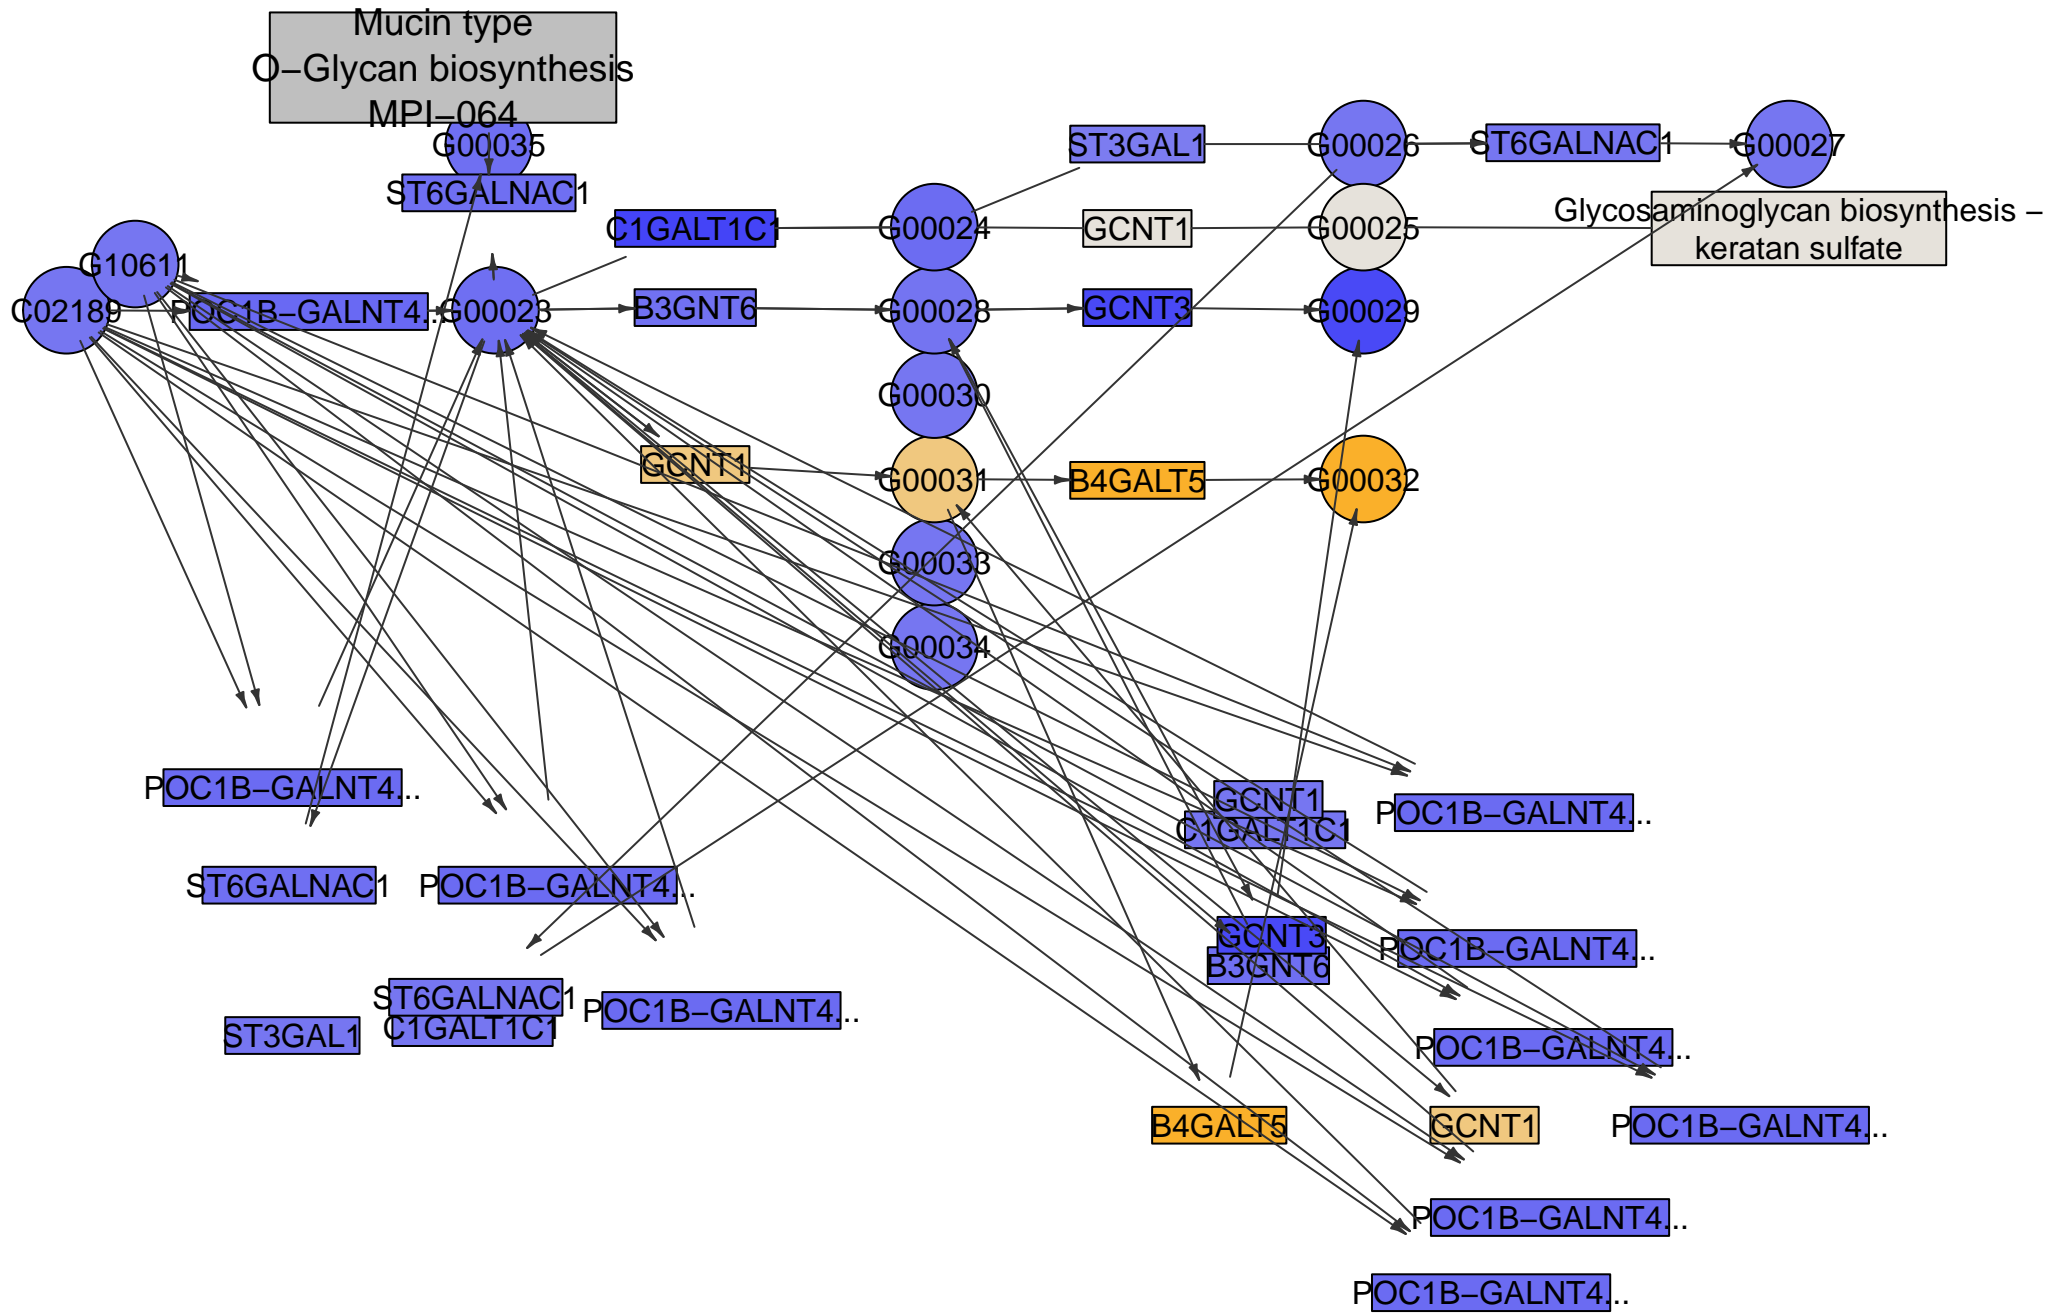 Mucin type
O−Glycan biosynthesis
MPI−064
G00035
ST3GAL1
G00026
ST6GALNAC1
G00027
ST6GALNAC1
C1GALT1C1
G00024
GCNT1
G00025
Glycosaminoglycan biosynthesis −
keratan sulfate
G10611
C02189
POC1B−GALNT4...
G00023
B3GNT6
G00028
GCNT3
G00029
G00030
GCNT1
G00031
B4GALT5
G00032
G00033
G00034
POC1B−GALNT4...
GCNT1
POC1B−GALNT4...
C1GALT1C1
ST6GALNAC1
POC1B−GALNT4...
GCNT3
POC1B−GALNT4...
B3GNT6
ST6GALNAC1
POC1B−GALNT4...
ST3GAL1
C1GALT1C1
POC1B−GALNT4...
B4GALT5
GCNT1
POC1B−GALNT4...
POC1B−GALNT4...
POC1B−GALNT4...